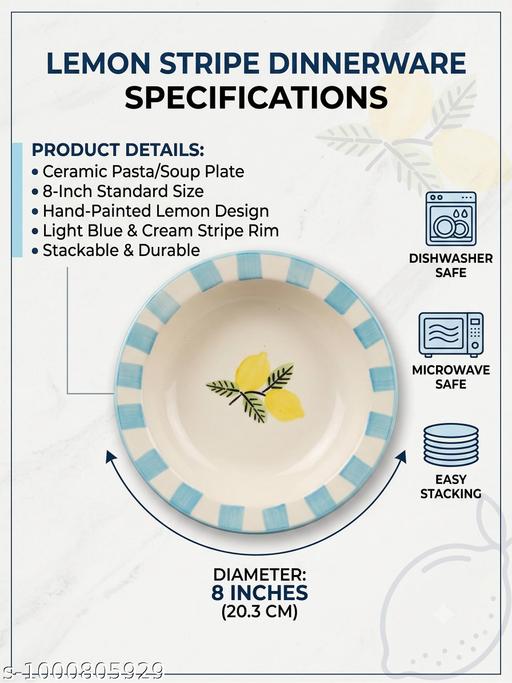 LEMON STRIPE DINNERWARE
SPECIFICATIONS
PRODUCT DETAILS:
• Ceramic Pasta/Soup Plate
• 8-Inch Standard Size
• Hand-Painted Lemon Design
• Light Blue & Cream Stripe Rim
• Stackable & Durable
DISHWASHER
SAFE
MICROWAVE
SAFE
EASY
STACKING
DIAMETER:
8 INCHES
(20.3 CM)
s-1000805929